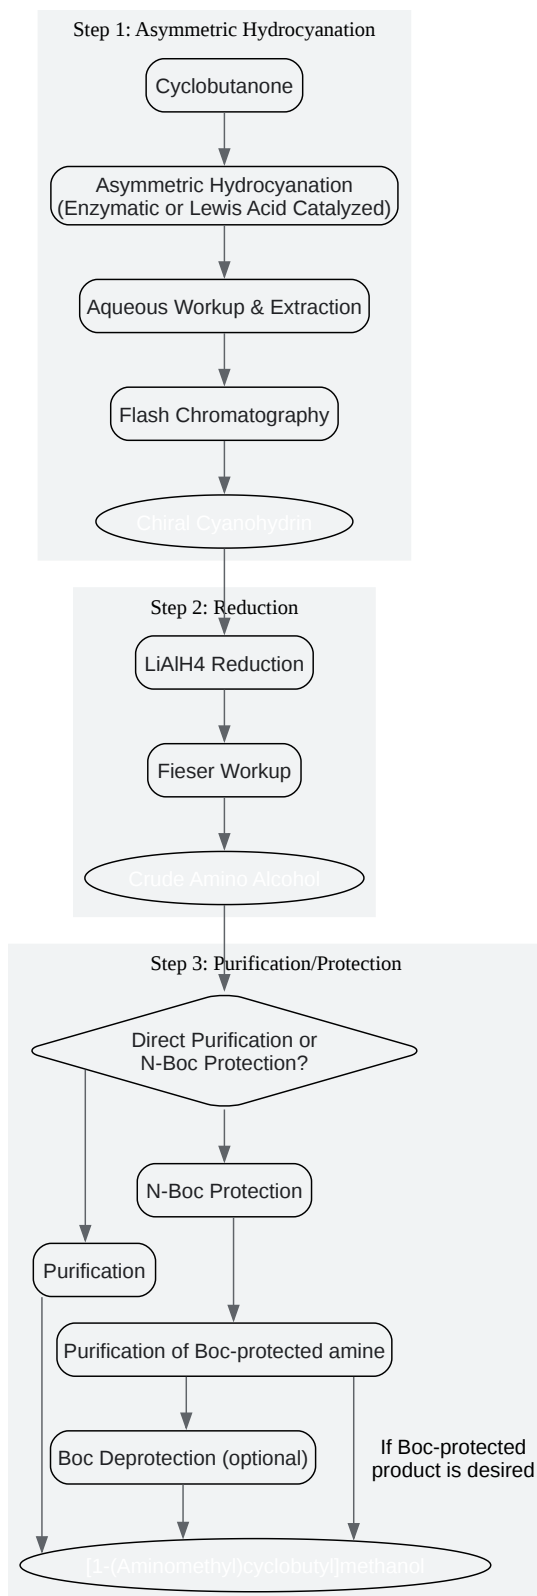 Step 1: Asymmetric Hydrocyanation
Cyclobutanone
Asymmetric Hydrocyanation
(Enzymatic or Lewis Acid Catalyzed)
Aqueous Workup & Extraction
Flash Chromatography
Chiral Cyanohydrin
Step 2: Reduction
LiAlH4 Reduction
Fieser Workup
Crude Amino Alcohol
Step 3: Purification/Protection
Direct Purification or
N-Boc Protection?
N-Boc Protection
Purification
Purification of Boc-protected amine
If Boc-protected
product is desired
Boc Deprotection (optional)
[1-(Aminomethyl)cyclobutyl]methanol